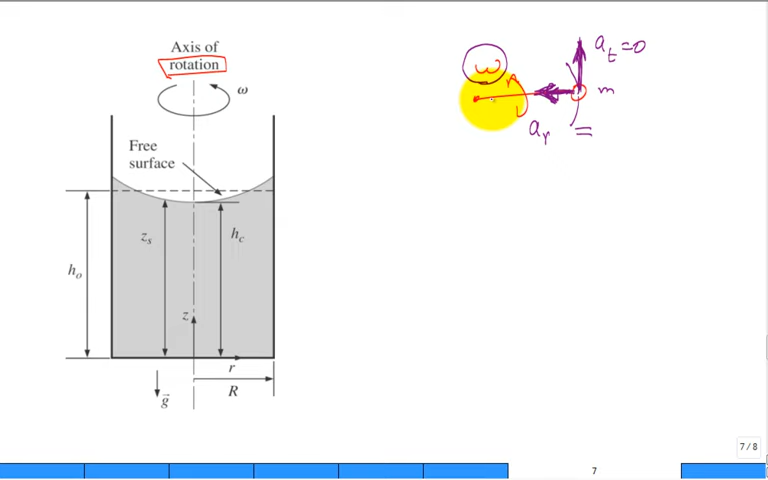 Axis of
rotation
ω
Free
surface
z_s
h_c
h_o
z
r
R
g⃗
ω
a_t = 0
m
a_r =
7 / 8
7